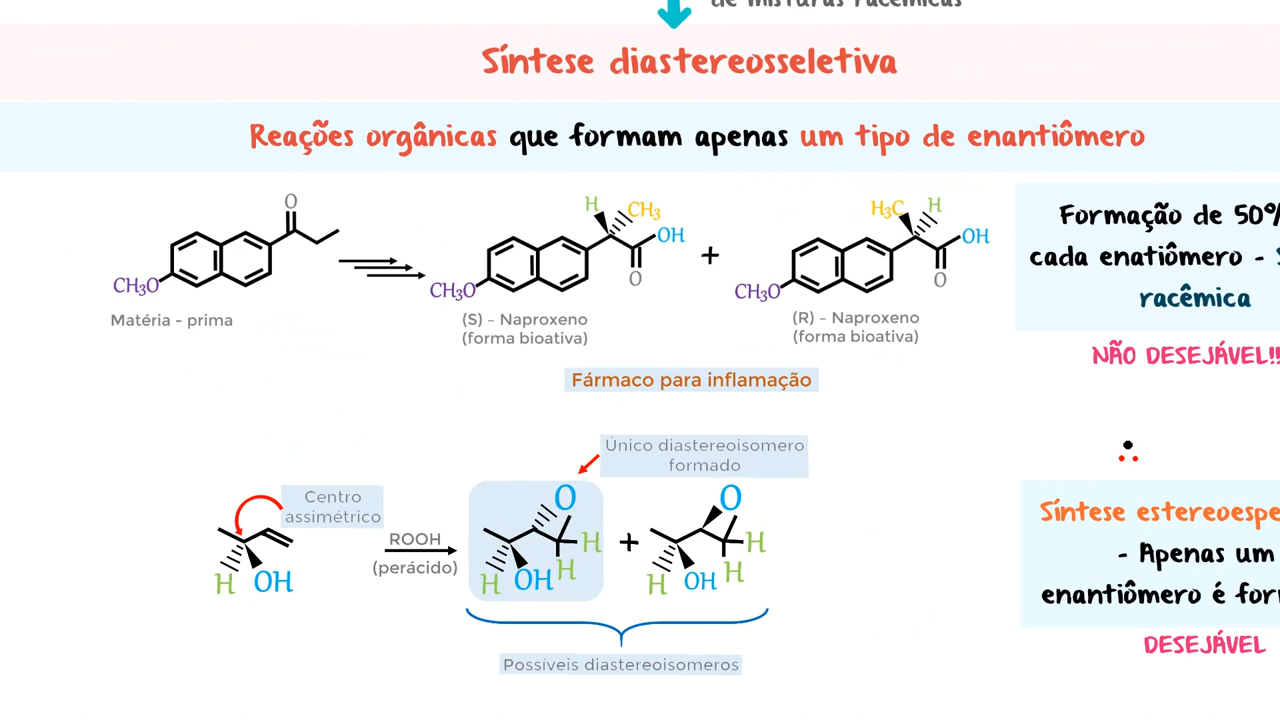 de misturas racêmicas
Síntese diastereosseletiva
Reações orgânicas que formam apenas um tipo de enantiômero
O
CH₃O
Matéria - prima
H
CH₃
OH
O
CH₃O
(S) – Naproxeno
(forma bioativa)
+
H₃C
H
OH
O
CH₃O
(R) – Naproxeno
(forma bioativa)
Formação de 50%
cada enatiômero -
racêmica
NÃO DESEJÁVEL!!
Fármaco para inflamação
Único diastereoisomero
formado
Centro
assimétrico
H
OH
ROOH
(perácido)
O
H
H
OH
H
+
O
H
H
OH
H
Possíveis diastereoisomeros
Síntese
- Apenas um
enantiômero é
DESEJÁVEL